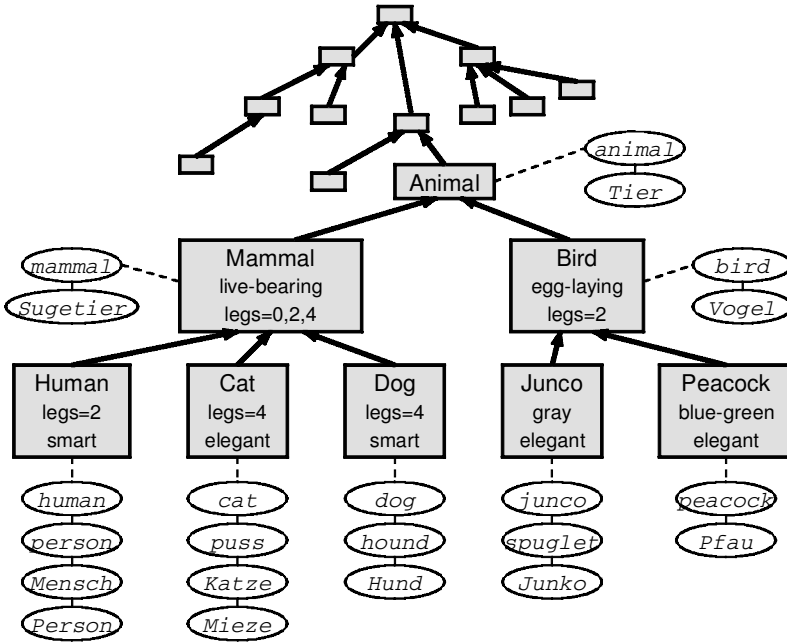 animal
Animal
Tier
Mammal
live-bearing
legs=0,2,4
Bird
egg-laying
legs=2
mammal
Sugetier
bird
Vogel
Human
legs=2
smart
Cat
legs=4
elegant
Dog
legs=4
smart
Junco
gray
elegant
Peacock
blue-green
elegant
human
person
Mensch
Person
cat
puss
Katze
Mieze
dog
hound
Hund
junco
spuglet
Junko
peacock
Pfau